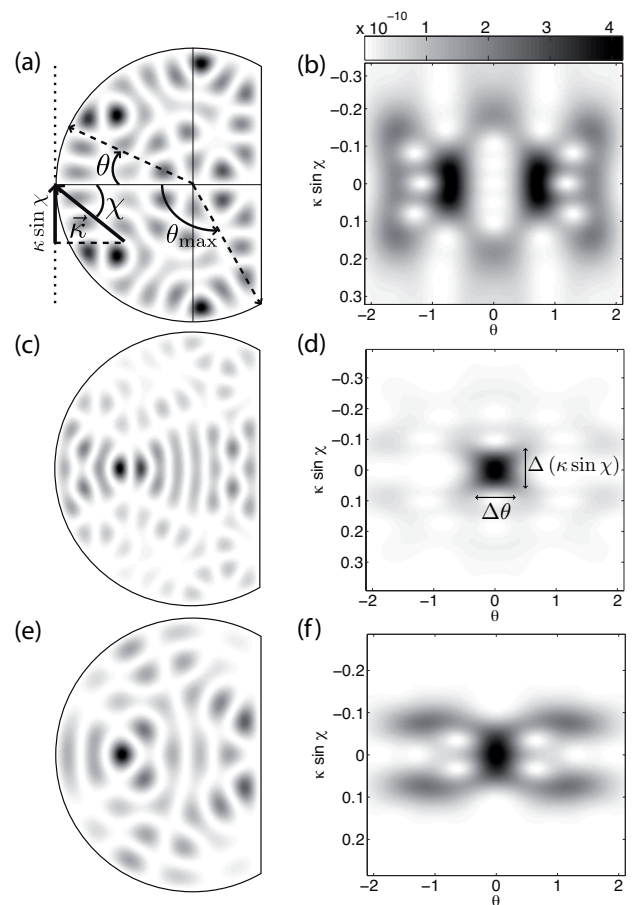 x 10⁻¹⁰ 1 2 3 4
(a)
θ
χ
κ⃗
κ sin χ
θmax
(b)
κ sin χ
−0.3
−0.2
−0.1
0
0.1
0.2
0.3
−2 −1 0 1 2
θ
(c)
(d)
κ sin χ
−0.3
−0.2
−0.1
0
0.1
0.2
0.3
Δ (κ sin χ)
Δθ
−2 −1 0 1 2
θ
(e)
(f)
κ sin χ
−0.2
−0.1
0
0.1
0.2
−2 −1 0 1 2
θ